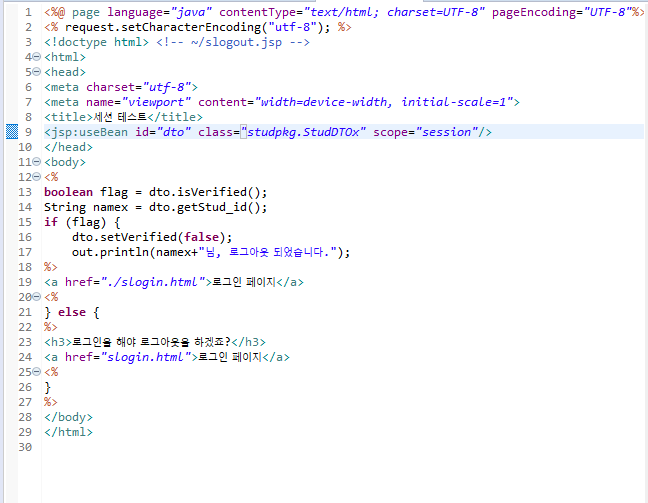 1 <%@ page language="java" contentType="text/html; charset=UTF-8" pageEncoding="UTF-8"%>
2 <% request.setCharacterEncoding("utf-8"); %>
3 <!doctype html> <!-- ~/slogout.jsp -->
4 <html>
5 <head>
6 <meta charset="utf-8">
7 <meta name="viewport" content="width=device-width, initial-scale=1">
8 <title>세션 테스트</title>
9 <jsp:useBean id="dto" class="studpkg.StudDTOx" scope="session"/>
10 </head>
11 <body>
12 <%
13 boolean flag = dto.isVerified();
14 String namex = dto.getStud_id();
15 if (flag) {
16     dto.setVerified(false);
17     out.println(namex+"님, 로그아웃 되었습니다.");
18 %>
19 <a href="./slogin.html">로그인 페이지</a>
20 <%
21 } else {
22 %>
23 <h3>로그인을 해야 로그아웃을 하겠죠?</h3>
24 <a href="slogin.html">로그인 페이지</a>
25 <%
26 }
27 %>
28 </body>
29 </html>
30